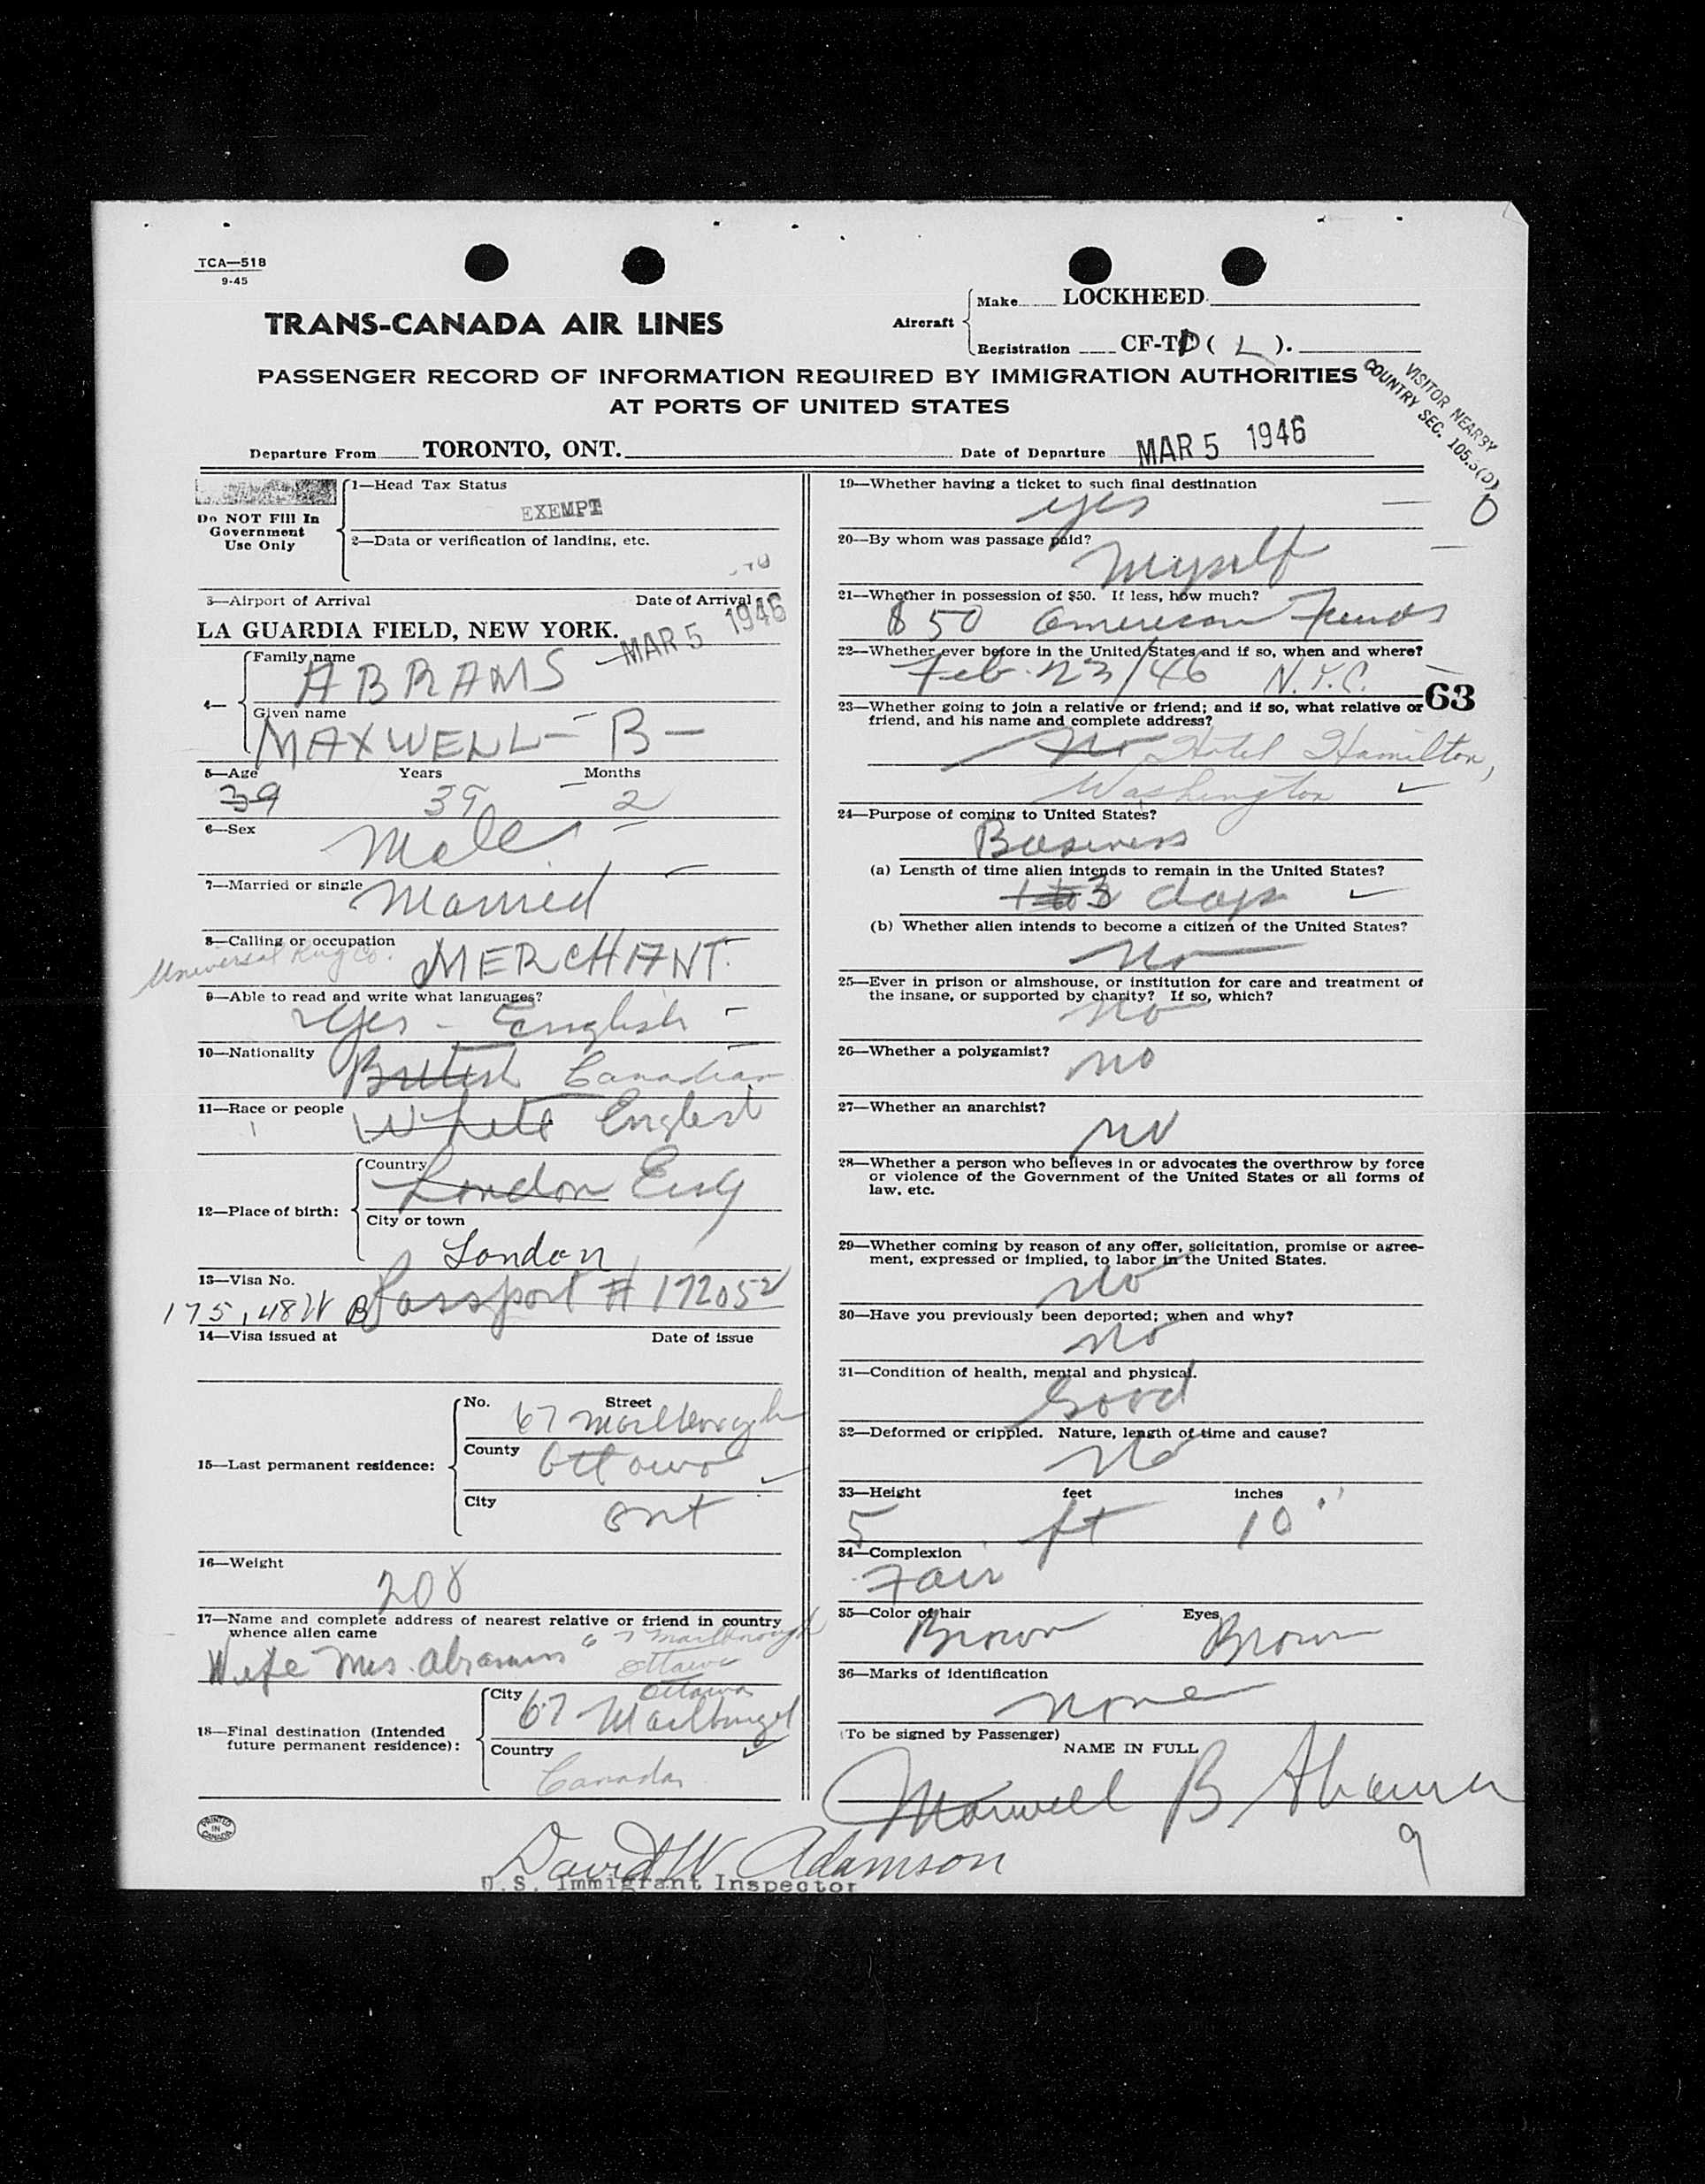 TCA—518
9-45
TRANS-CANADA AIR LINES
Aircraft
Make LOCKHEED
Registration CF-T ( L ).
PASSENGER RECORD OF INFORMATION REQUIRED BY IMMIGRATION AUTHORITIES
AT PORTS OF UNITED STATES
VISITOR NEARBY
COUNTRY SEC. 105.3(D)
0
Departure From TORONTO, ONT.
Date of Departure MAR 5 1946
Do NOT Fill In
Government
Use Only
1—Head Tax Status
EXEMPT
2—Data or verification of landing, etc.
3—Airport of Arrival Date of Arrival
LA GUARDIA FIELD, NEW YORK. MAR 5 1946
4—
Family name
ABRAMS
Given name
MAXWELL – B –
5—Age Years Months
39 39 2
6—Sex
Male
7—Married or single
Married
8—Calling or occupation
Universal Rug Co. MERCHANT.
9—Able to read and write what languages?
Yes - English
10—Nationality
British Canadian
11—Race or people
White English
12—Place of birth:
Country
London Eng
City or town
London
13—Visa No.
175,48 Passport # 172052
14—Visa issued at Date of issue
15—Last permanent residence:
No. Street
67 Marlborough
County
Ottawa
City
Ont
16—Weight
208
17—Name and complete address of nearest relative or friend in country
whence alien came
67 Marlborough
Wife Mrs. Abrams Ottawa
18—Final destination (Intended
future permanent residence):
City
Ottawa
67
Country
Canada
PRINTED
IN
CANADA
19—Whether having a ticket to such final destination
yes
20—By whom was passage paid?
Myself
21—Whether in possession of $50. If less, how much?
$50 American Funds
22—Whether ever before in the United States and if so, when and where?
Feb. 23/46 N.Y.C.
63
23—Whether going to join a relative or friend; and if so, what relative or
friend, and his name and complete address?
No Hotel Hamilton,
Washington
24—Purpose of coming to United States?
Business
(a) Length of time alien intends to remain in the United States?
1 to 3 days
(b) Whether alien intends to become a citizen of the United States?
No
25—Ever in prison or almshouse, or institution for care and treatment of
the insane, or supported by charity? If so, which?
No
26—Whether a polygamist?
no
27—Whether an anarchist?
no
28—Whether a person who believes in or advocates the overthrow by force
or violence of the Government of the United States or all forms of
law, etc.
29—Whether coming by reason of any offer, solicitation, promise or agree-
ment, expressed or implied, to labor in the United States.
No
30—Have you previously been deported; when and why?
no
31—Condition of health, mental and physical.
Good
32—Deformed or crippled. Nature, length of time and cause?
No
33—Height feet inches
5 ft 10"
34—Complexion
Fair
35—Color of hair Eyes
Brown Brown
36—Marks of identification
none
(To be signed by Passenger)
NAME IN FULL
Maxwell B Abrams
9
David W. Adamson
U.S. Immigrant Inspector